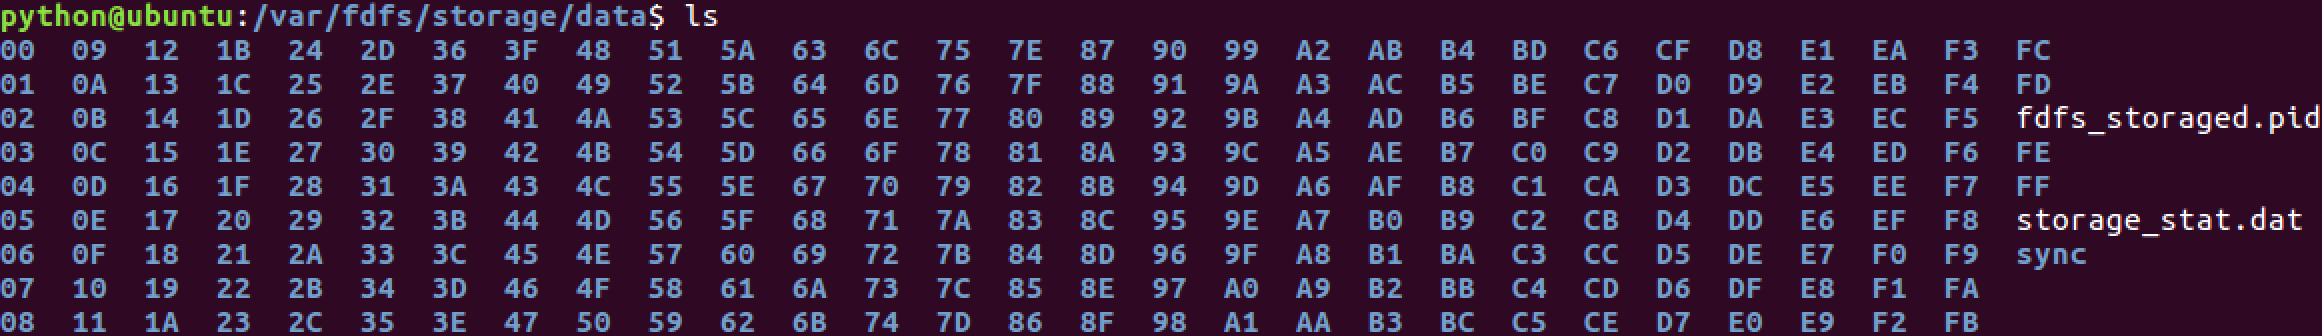 python@ubuntu:/var/fdfs/storage/data$ ls
00 09 12 1B 24 2D 36 3F 48 51 5A 63 6C 75 7E 87 90 99 A2 AB B4 BD C6 CF D8 E1 EA F3 FC
01 0A 13 1C 25 2E 37 40 49 52 5B 64 6D 76 7F 88 91 9A A3 AC B5 BE C7 D0 D9 E2 EB F4 FD
02 0B 14 1D 26 2F 38 41 4A 53 5C 65 6E 77 80 89 92 9B A4 AD B6 BF C8 D1 DA E3 EC F5 fdfs_storaged.pid
03 0C 15 1E 27 30 39 42 4B 54 5D 66 6F 78 81 8A 93 9C A5 AE B7 C0 C9 D2 DB E4 ED F6 FE
04 0D 16 1F 28 31 3A 43 4C 55 5E 67 70 79 82 8B 94 9D A6 AF B8 C1 CA D3 DC E5 EE F7 FF
05 0E 17 20 29 32 3B 44 4D 56 5F 68 71 7A 83 8C 95 9E A7 B0 B9 C2 CB D4 DD E6 EF F8 storage_stat.dat
06 0F 18 21 2A 33 3C 45 4E 57 60 69 72 7B 84 8D 96 9F A8 B1 BA C3 CC D5 DE E7 F0 F9 sync
07 10 19 22 2B 34 3D 46 4F 58 61 6A 73 7C 85 8E 97 A0 A9 B2 BB C4 CD D6 DF E8 F1 FA
08 11 1A 23 2C 35 3E 47 50 59 62 6B 74 7D 86 8F 98 A1 AA B3 BC C5 CE D7 E0 E9 F2 FB